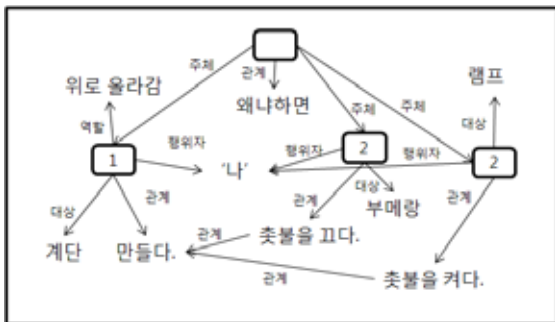 주체
관계
램프
위로 올라감
왜냐하면
주체
주체
역할
대상
1
행위자
'나'
행위자
2
행위자
2
대상
관계
관계
대상
관계
부메랑
계단
만들다.
관계
촛불을 끄다.
관계
촛불을 켜다.